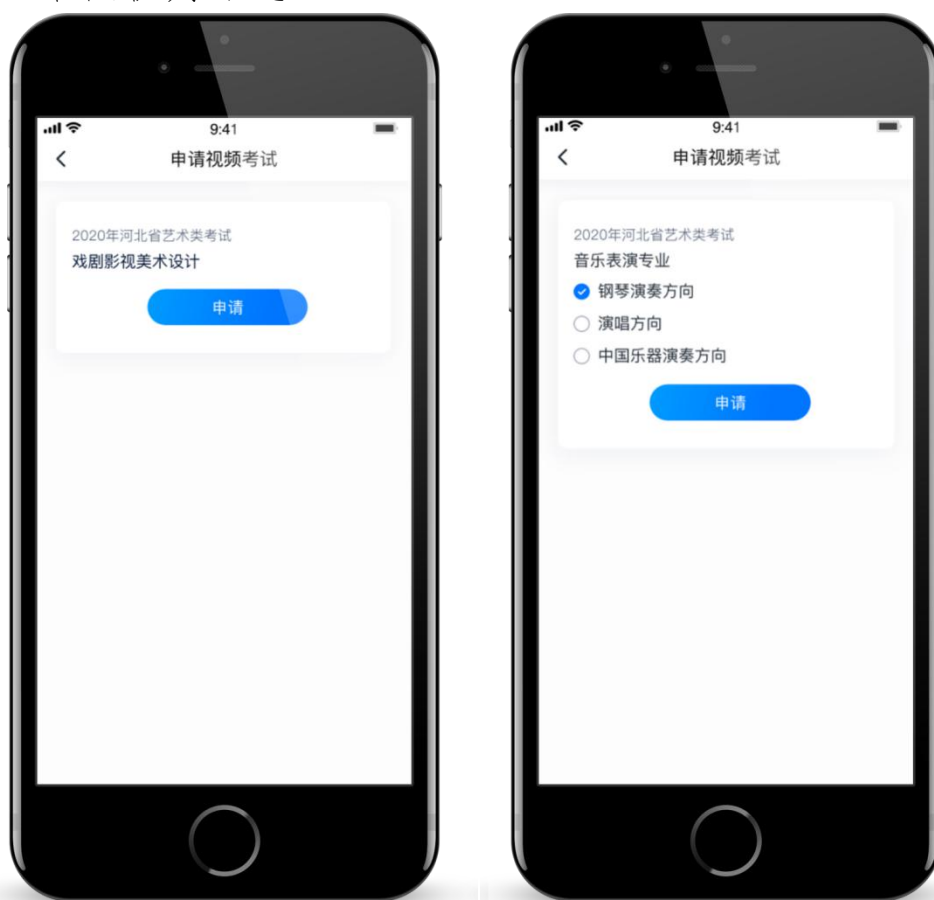 9:41
申请视频考试
2020年河北省艺术类考试
戏剧影视美术设计
申请
9:41
申请视频考试
2020年河北省艺术类考试
音乐表演专业
钢琴演奏方向
演唱方向
中国乐器演奏方向
申请